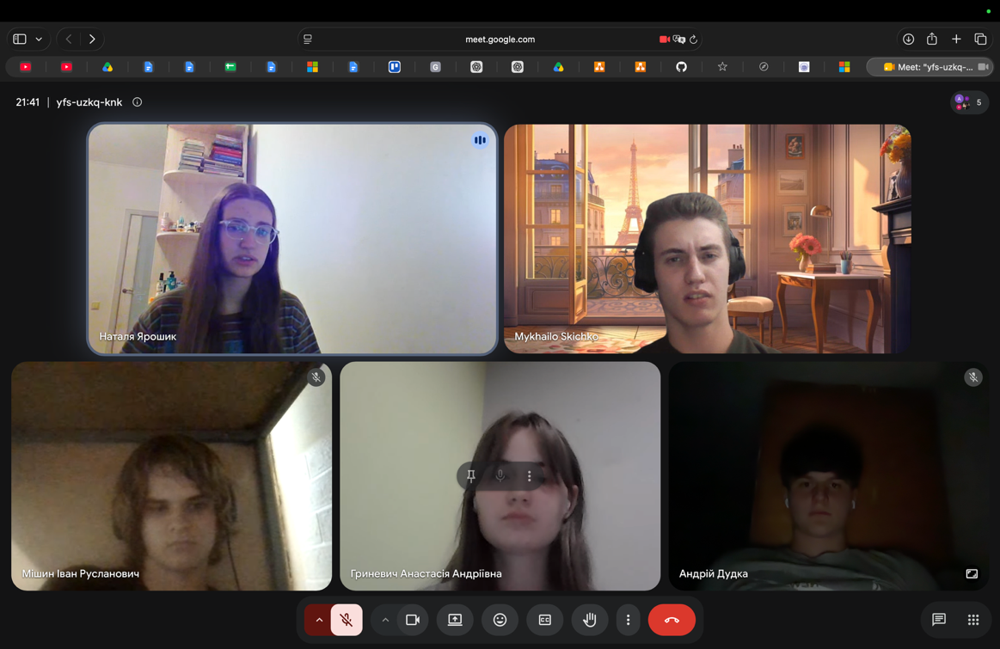 meet.google.com
G
Meet: "yfs-uzkq-...
21:41 | yfs-uzkq-knk
A
5
Наталя Ярошик
Mykhailo Skichko
Мішин Іван Русланович
Гриневич Анастасія Андріївна
Андрій Дудка
CC